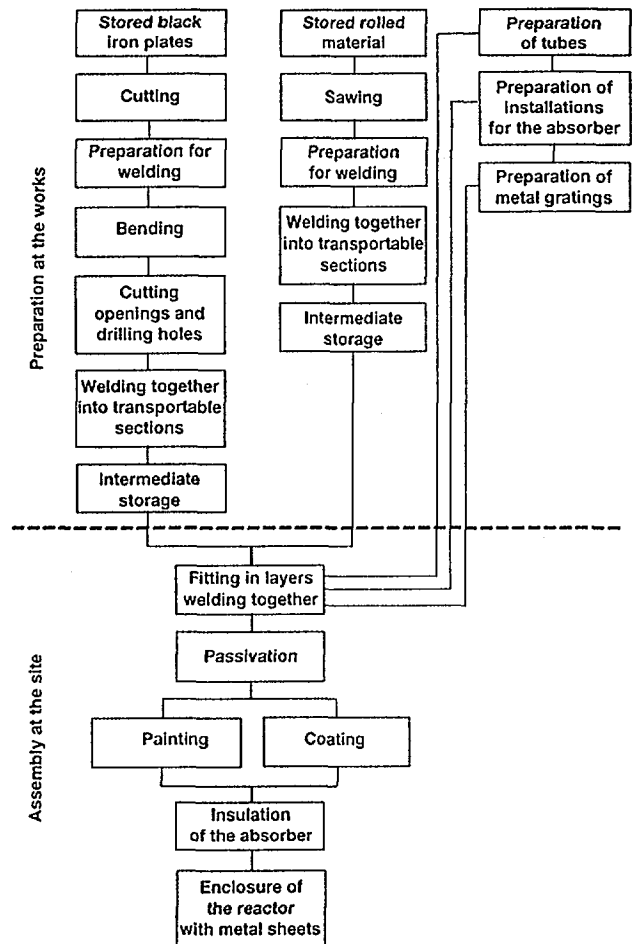 Stored black
iron plates
Cutting
Preparation for
welding
Bending
Cutting
openings and
drilling holes
Welding together
into transportable
sections
Intermediate
storage
Stored rolled
material
Sawing
Preparation
for welding
Welding together
into transportable
sections
Intermediate
storage
Preparation
of tubes
Preparation of
installations
for the absorber
Preparation of
metal gratings
Preparation at the works
Fitting in layers
welding together
Passivation
Painting
Coating
Insulation
of the absorber
Enclosure of
the reactor
with metal sheets
Assembly at the site